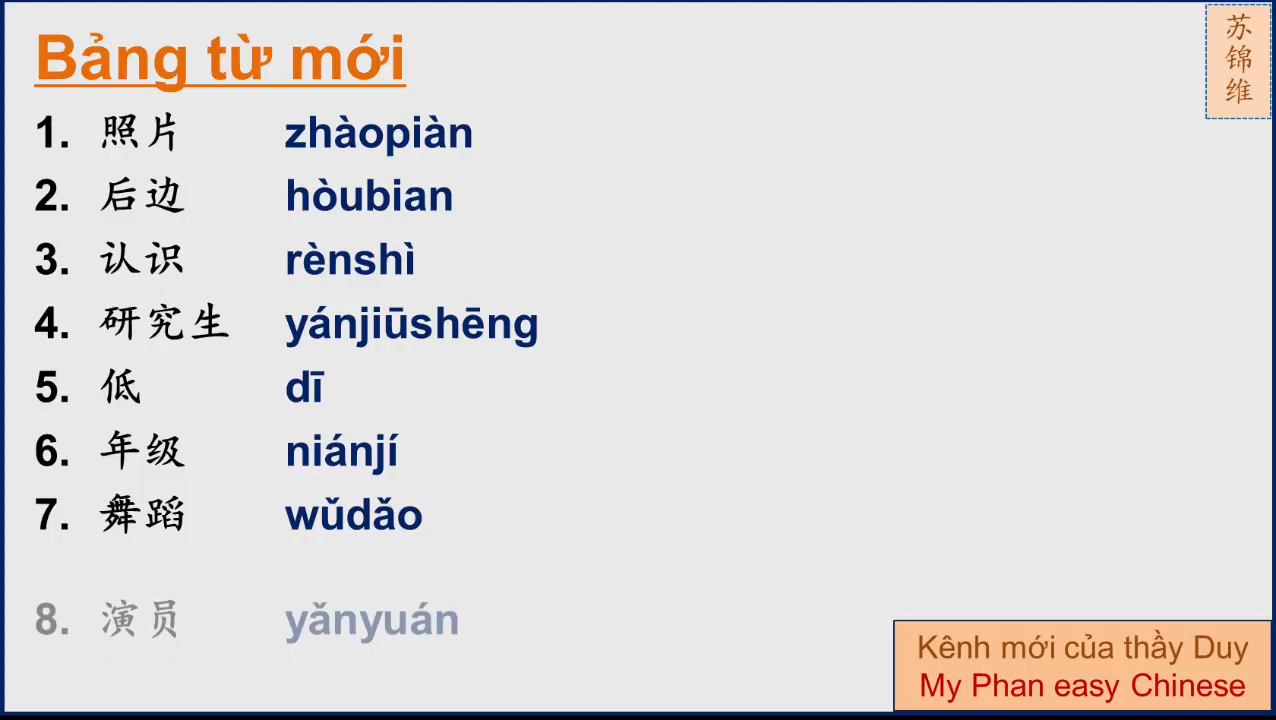 Bảng từ mới
苏锦维
1. 照片 zhàopiàn
2. 后边 hòubian
3. 认识 rènshì
4. 研究生 yánjiūshēng
5. 低 dī
6. 年级 niánjí
7. 舞蹈 wǔdǎo
8. 演员 yǎnyuán
Kênh mới của thầy Duy
My Phan easy Chinese